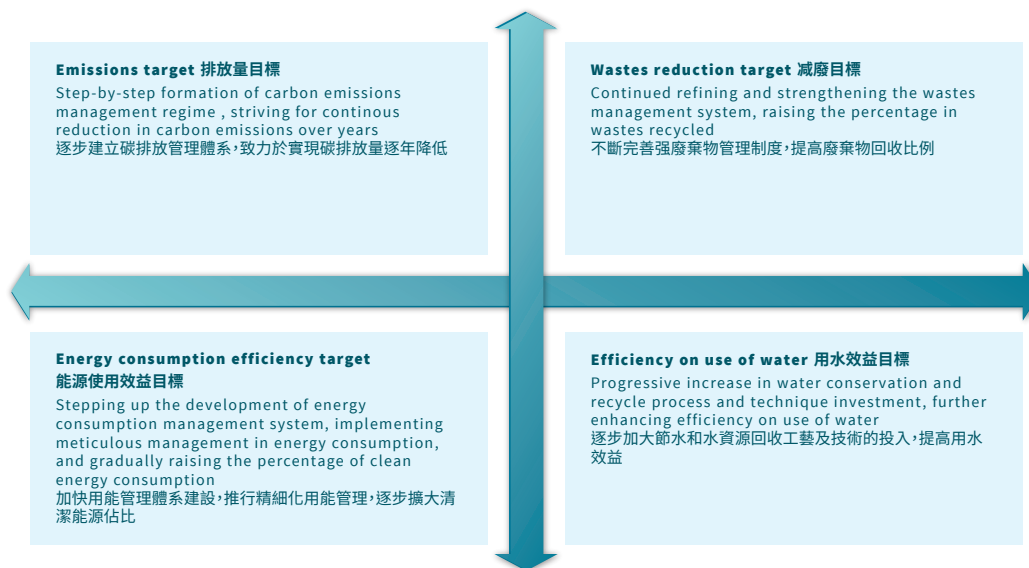 Emissions target 排放量目標
Step-by-step formation of carbon emissions
management regime , striving for continous
reduction in carbon emissions over years
逐步建立碳排放管理體系，致力於實現碳排放量逐年降低
Wastes reduction target 减廢目標
Continued refining and strengthening the wastes
management system, raising the percentage in
wastes recycled
不斷完善强廢棄物管理制度，提高廢棄物回收比例
Energy consumption efficiency target
能源使用效益目標
Stepping up the development of energy
consumption management system, implementing
meticulous management in energy consumption,
and gradually raising the percentage of clean
energy consumption
加快用能管理體系建設，推行精細化用能管理，逐步擴大清
潔能源佔比
Efficiency on use of water 用水效益目標
Progressive increase in water conservation and
recycle process and technique investment, further
enhancing efficiency on use of water
逐步加大節水和水資源回收工藝及技術的投入，提高用水
效益